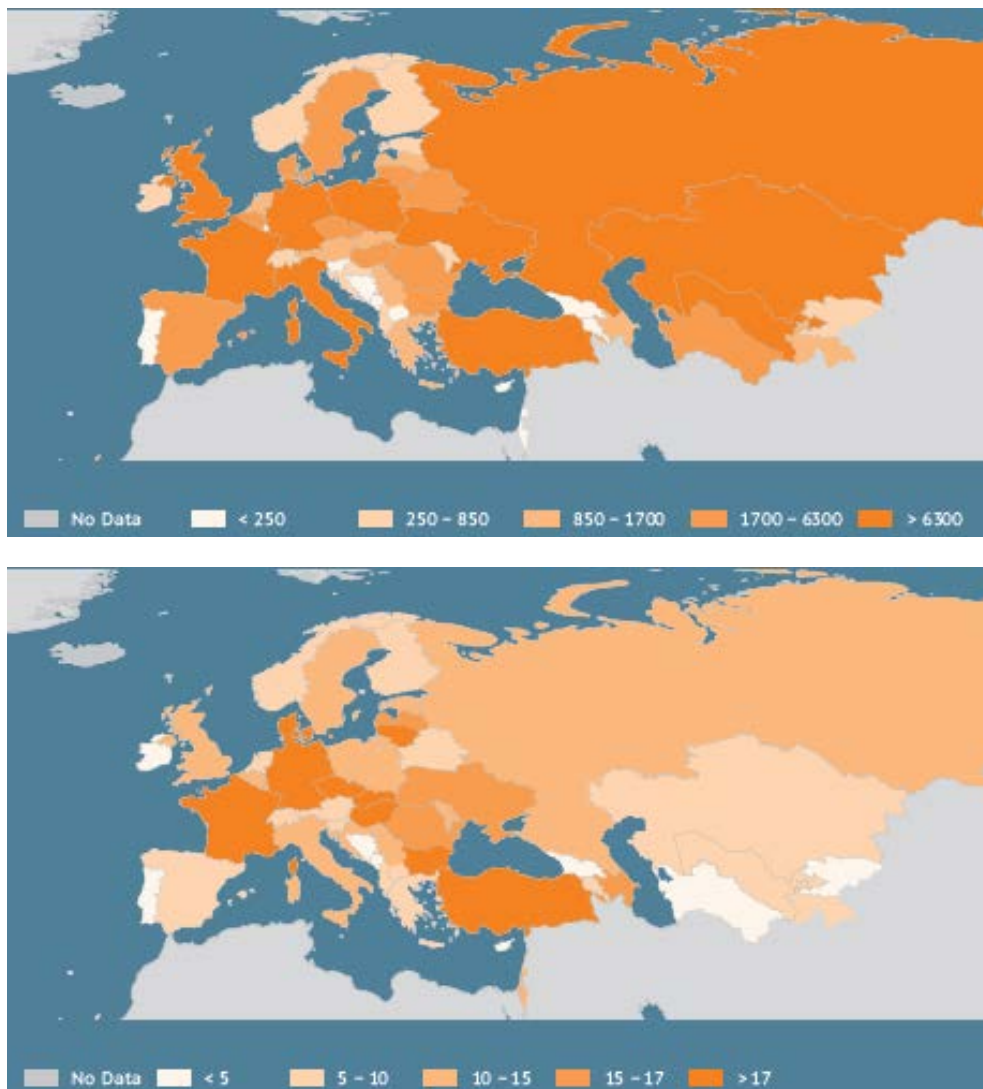 No Data < 250 250 – 850 850 – 1700 1700 – 6300 > 6300
No Data < 5 5 – 10 10 – 15 15 – 17 > 17